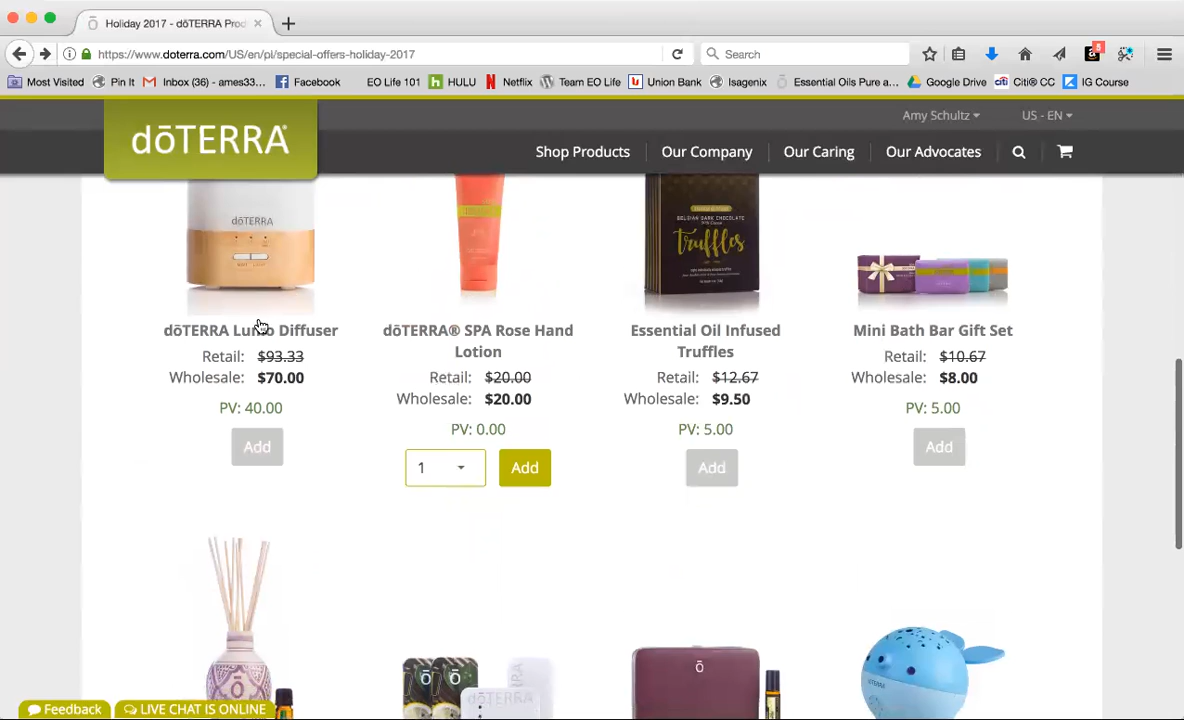 Holiday 2017 - dōTERRA Prod
https://www.doterra.com/US/en/pl/special-offers-holiday-2017
Search
8
Most Visited Pin It Inbox (36) - ames33... Facebook EO Life 101 HULU Netflix Team EO Life Union Bank Isagenix Essential Oils Pure a... Google Drive Citi® CC IG Course
Amy Schultz US - EN
dōTERRA®
Shop Products Our Company Our Caring Our Advocates
dōTERRA
BELGIAN DARK CHOCOLATE
truffles
dōTERRA Diffuser
dōTERRA® SPA Rose Hand
Lotion
Essential Oil Infused
Truffles
Mini Bath Bar Gift Set
Retail: $93.33
Wholesale: $70.00
PV: 40.00
Add
Retail: $20.00
Wholesale: $20.00
PV: 0.00
1 Add
Retail: $12.67
Wholesale: $9.50
PV: 5.00
Add
Retail: $10.67
Wholesale: $8.00
PV: 5.00
Add
dōTERRA
Feedback LIVE CHAT IS ONLINE